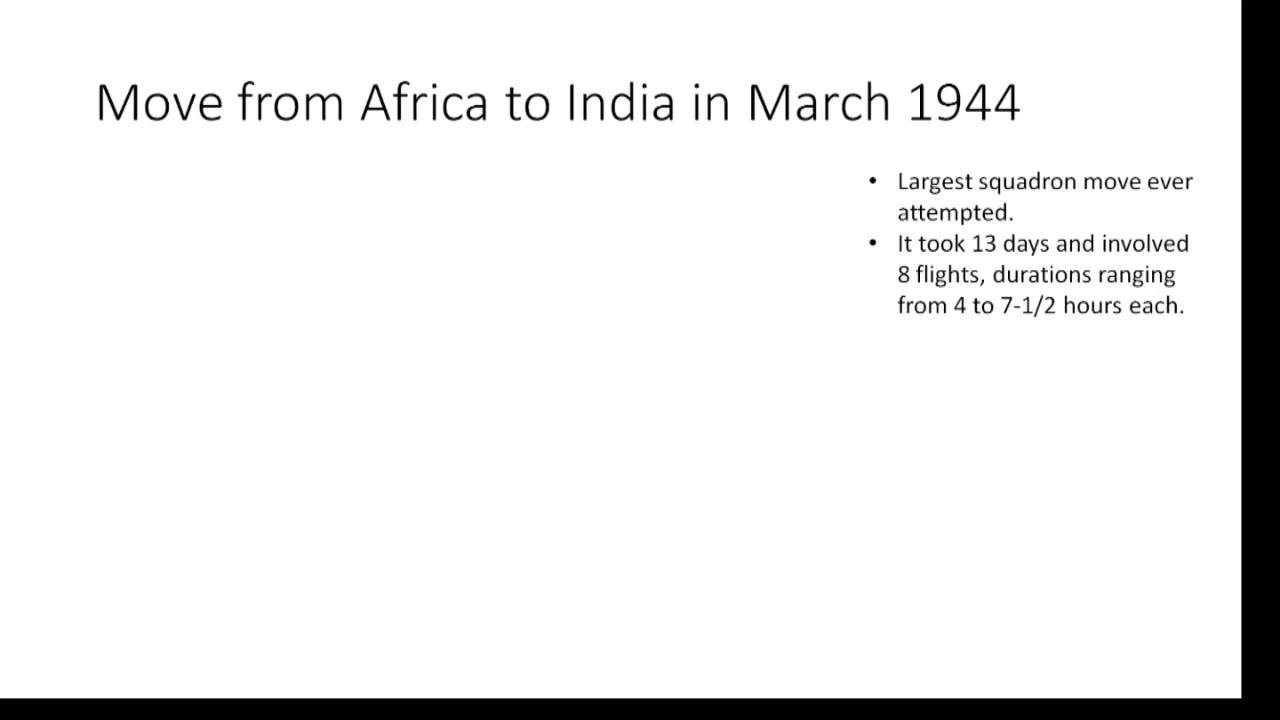 Move from Africa to India in March 1944
• Largest squadron move ever
attempted.
• It took 13 days and involved
8 flights, durations ranging
from 4 to 7-1/2 hours each.